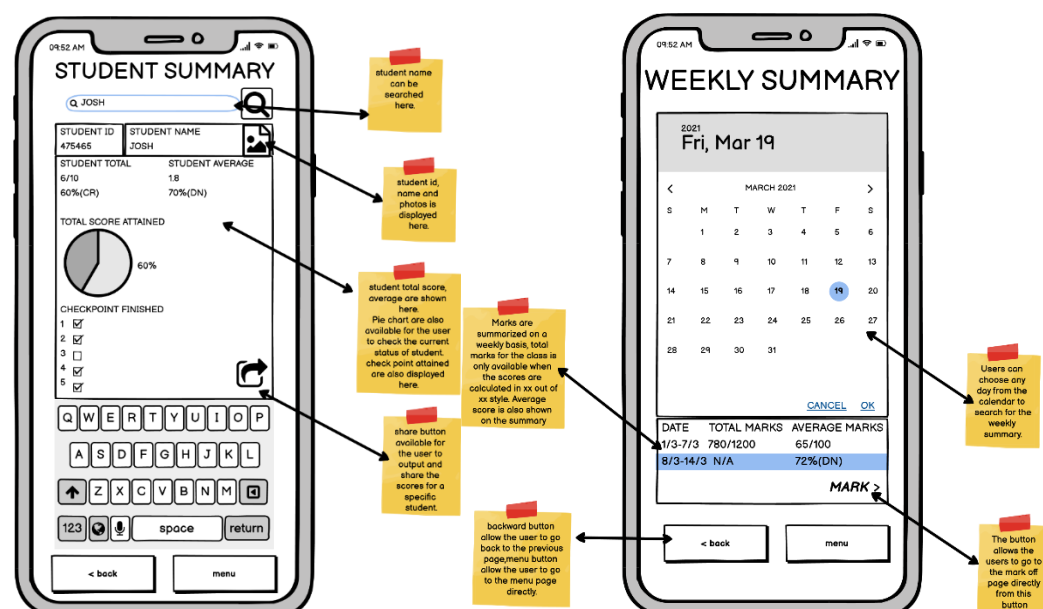 09:52 AM
STUDENT SUMMARY
JOSH
STUDENT ID
475465
STUDENT NAME
JOSH
STUDENT TOTAL
6/10
60%(CR)
STUDENT AVERAGE
1.8
70%(DN)
TOTAL SCORE ATTAINED
60%
CHECKPOINT FINISHED
1
2
3
4
5
Q W E R T Y U I O P
A S D F G H J K L
Z X C V B N M
123 space return
< back
menu
student name
can be
searched
here.
student id,
name and
photos is
displayed
here.
student total score,
average are shown
here.
Pie chart are also
available for the user
to check the current
status of student.
check point attained
are also displayed
here.
share button
available for
the user to
output and
share the
scores for a
specific
student.
Marks are
summarized on a
weekly basis, total
marks for the class is
only available when
the scores are
calculated in xx out of
xx style. Average
score is also shown
on the summary
backward button
allow the user to go
back to the previous
page,menu button
allow the user to go
to the menu page
directly.
09:52 AM
WEEKLY SUMMARY
2021
Fri, Mar 19
< MARCH 2021 >
S M T W T F S
1 2 3 4 5 6
7 8 9 10 11 12 13
14 15 16 17 18 19 20
21 22 23 24 25 26 27
28 29 30 31
CANCEL OK
DATE TOTAL MARKS AVERAGE MARKS
1/3-7/3 780/1200 65/100
8/3-14/3 N/A 72%(DN)
MARK >
< back
menu
Users can
choose any
day from the
calendar to
search for the
weekly
summary.
The button
allows the
users to go to
the mark off
page directly
from this
button